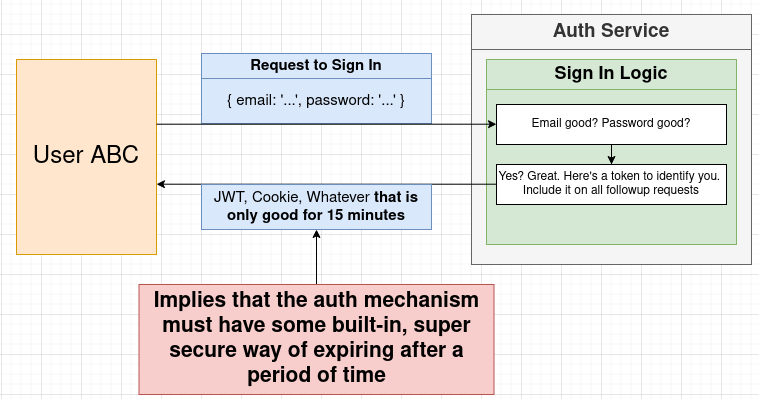 Auth Service
Request to Sign In
Sign In Logic
{ email: '...', password: '...' }
Email good? Password good?
User ABC
Yes? Great. Here's a token to identify you.
Include it on all followup requests
JWT, Cookie, Whatever that is
only good for 15 minutes
Implies that the auth mechanism
must have some built-in, super
secure way of expiring after a
period of time